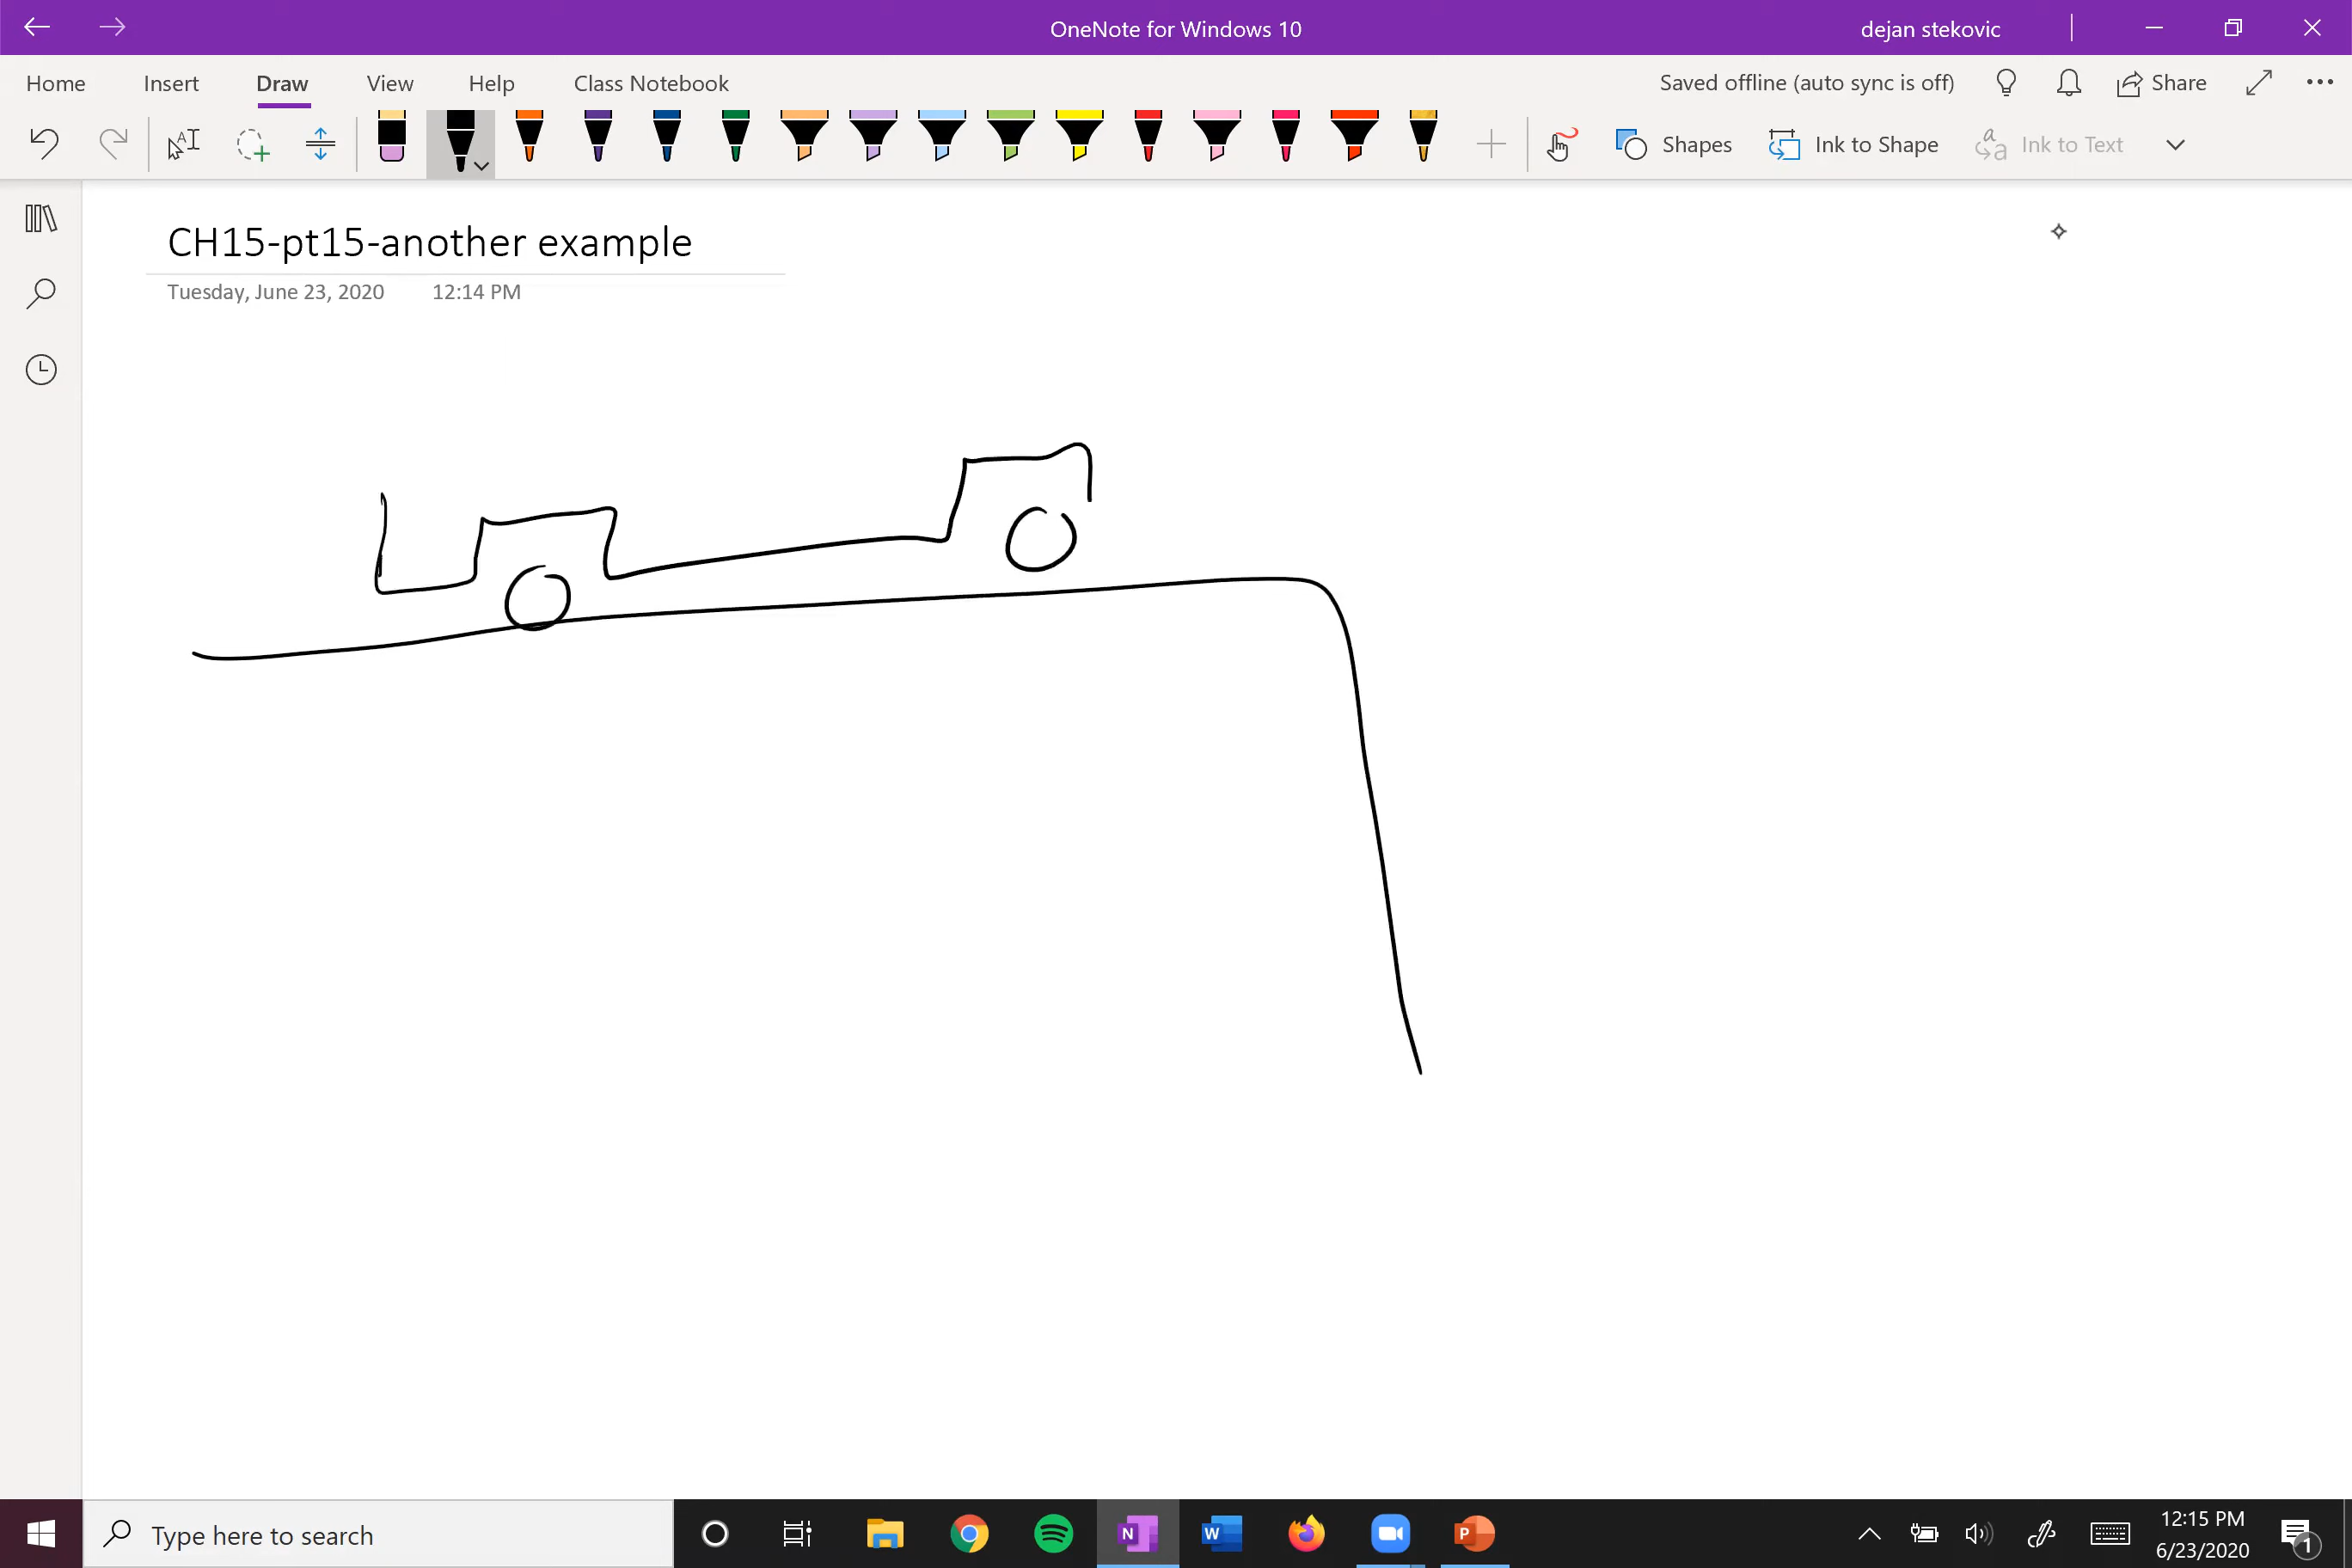 OneNote for Windows 10
dejan stekovic
Home Insert Draw View Help Class Notebook
Saved offline (auto sync is off) Share
Shapes Ink to Shape Ink to Text
CH15-pt15-another example
Tuesday, June 23, 2020 12:14 PM
Type here to search
12:15 PM
6/23/2020
1